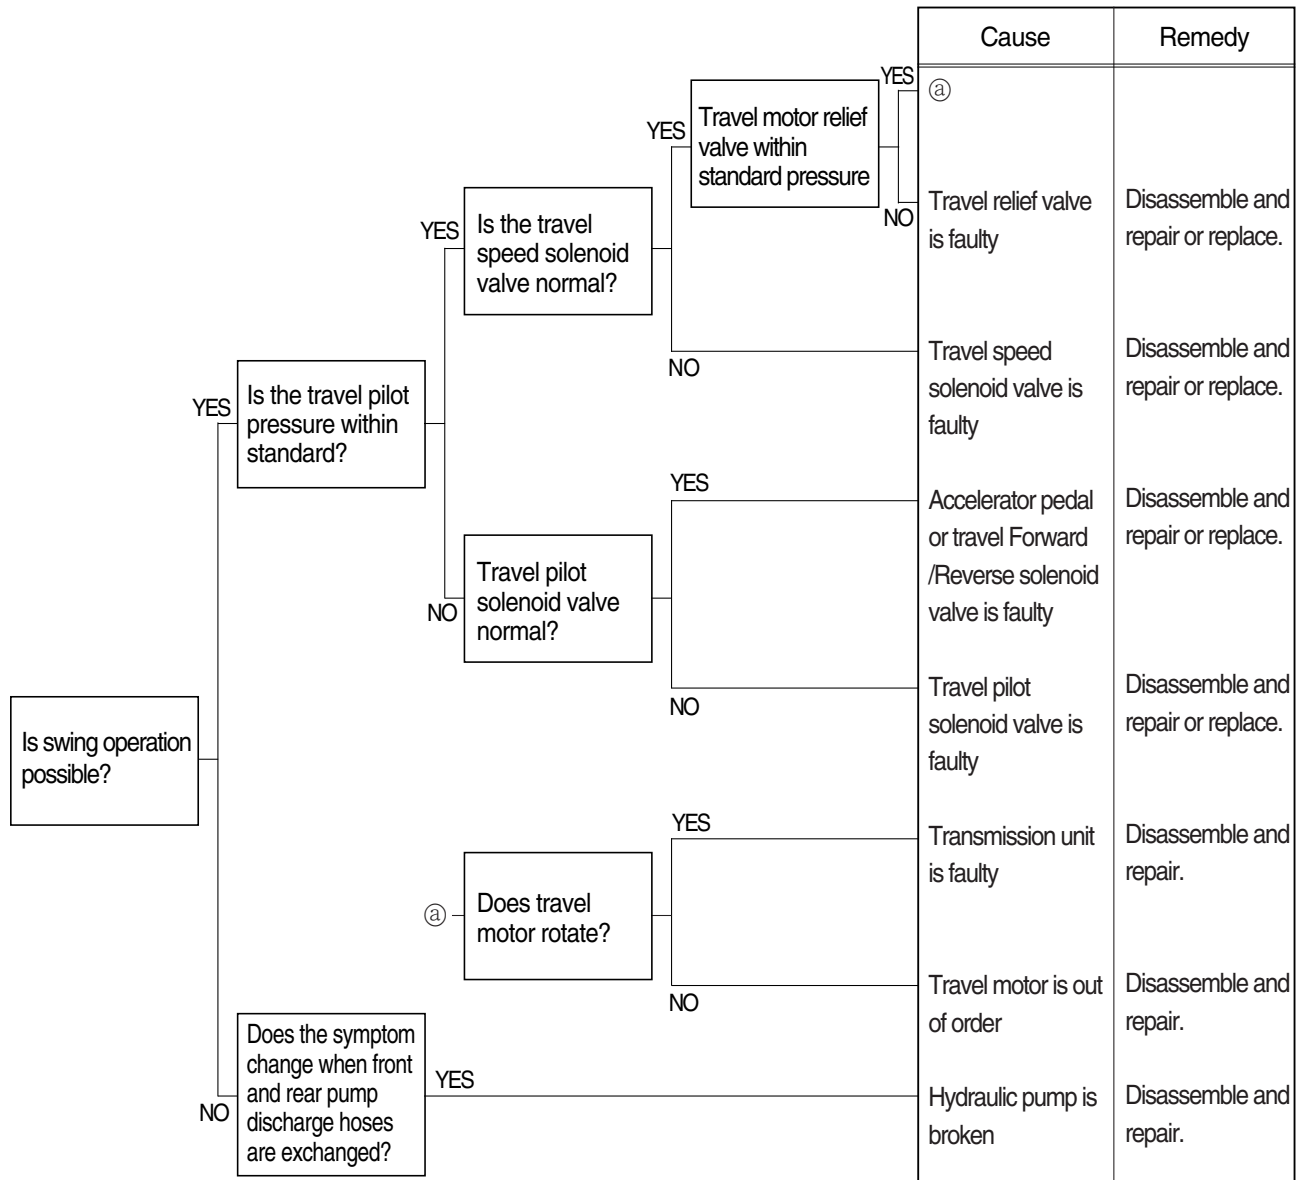 Cause
Remedy
YES
ⓐ
Travel motor relief
valve within
standard pressure
YES
NO
Travel relief valve
is faulty
Disassemble and
repair or replace.
YES
Is the travel
speed solenoid
valve normal?
NO
Travel speed
solenoid valve is
faulty
Disassemble and
repair or replace.
YES
Is the travel pilot
pressure within
standard?
YES
Accelerator pedal
or travel Forward
/Reverse solenoid
valve is faulty
Disassemble and
repair or replace.
NO
Travel pilot
solenoid valve
normal?
NO
Travel pilot
solenoid valve is
faulty
Disassemble and
repair or replace.
Is swing operation
possible?
YES
Transmission unit
is faulty
Disassemble and
repair.
ⓐ
Does travel
motor rotate?
NO
Travel motor is out
of order
Disassemble and
repair.
NO
Does the symptom
change when front
and rear pump
discharge hoses
are exchanged?
YES
Hydraulic pump is
broken
Disassemble and
repair.